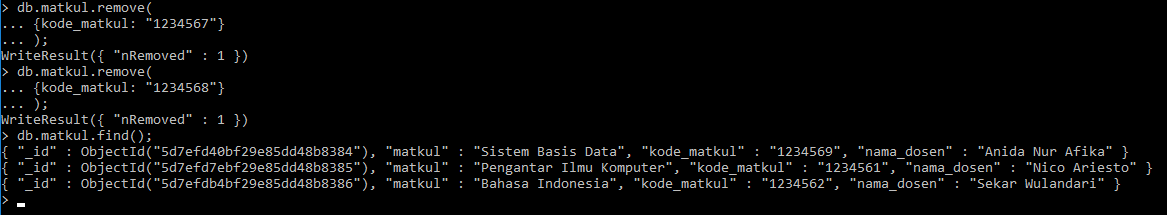 > db.matkul.remove(
... {kode_matkul: "1234567"}
... );
WriteResult({ "nRemoved" : 1 })
> db.matkul.remove(
... {kode_matkul: "1234568"}
... );
WriteResult({ "nRemoved" : 1 })
> db.matkul.find();
{ "_id" : ObjectId("5d7efd40bf29e85dd48b8384"), "matkul" : "Sistem Basis Data", "kode_matkul" : "1234569", "nama_dosen" : "Anida Nur Afika" }
{ "_id" : ObjectId("5d7efd7ebf29e85dd48b8385"), "matkul" : "Pengantar Ilmu Komputer", "kode_matkul" : "1234561", "nama_dosen" : "Nico Ariesto" }
{ "_id" : ObjectId("5d7efdb4bf29e85dd48b8386"), "matkul" : "Bahasa Indonesia", "kode_matkul" : "1234562", "nama_dosen" : "Sekar Wulandari" }
> _